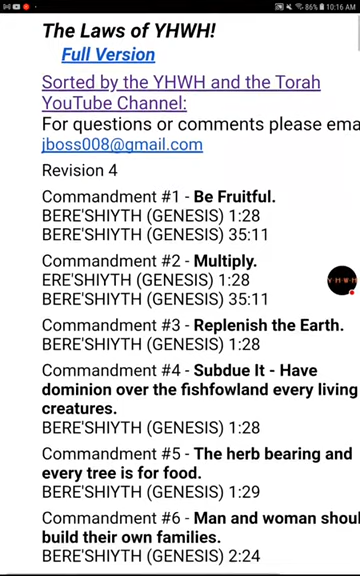 86% 10:16 AM
The Laws of YHWH!
Full Version
Sorted by the YHWH and the Torah
YouTube Channel:
For questions or comments please ema
jboss008@gmail.com
Revision 4
Commandment #1 - Be Fruitful.
BERE'SHIYTH (GENESIS) 1:28
BERE'SHIYTH (GENESIS) 35:11
Commandment #2 - Multiply.
ERE'SHIYTH (GENESIS) 1:28
BERE'SHIYTH (GENESIS) 35:11
Commandment #3 - Replenish the Earth.
BERE'SHIYTH (GENESIS) 1:28
Commandment #4 - Subdue It - Have
dominion over the fishfowland every living
creatures.
BERE'SHIYTH (GENESIS) 1:28
Commandment #5 - The herb bearing and
every tree is for food.
BERE'SHIYTH (GENESIS) 1:29
Commandment #6 - Man and woman shou
build their own families.
BERE'SHIYTH (GENESIS) 2:24